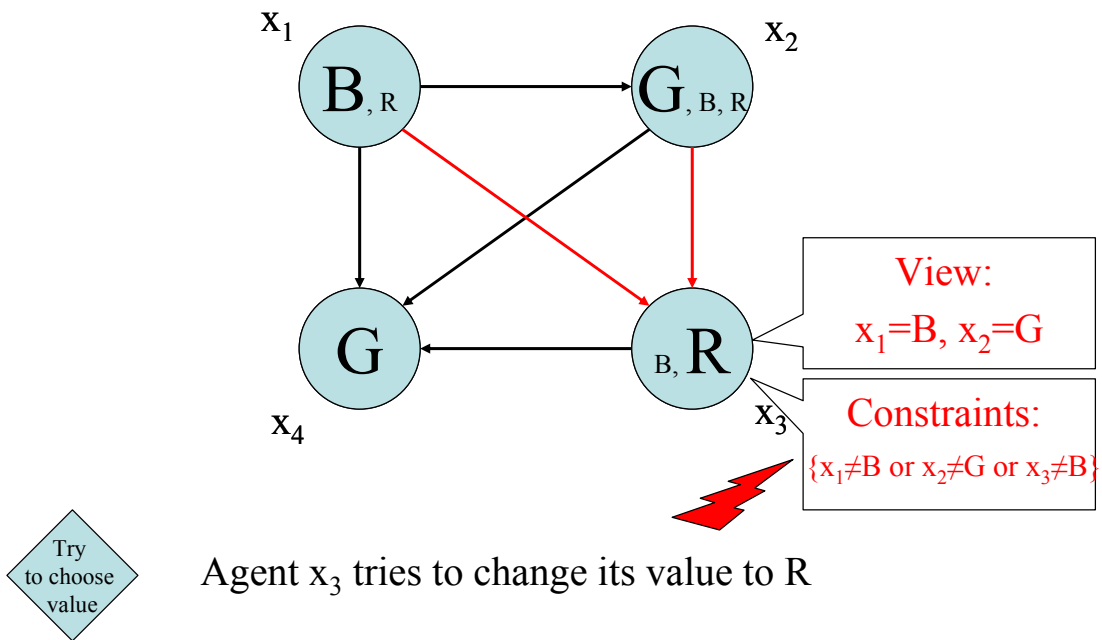 x₁
x₂
B, R
G, B, R
View:
x₁=B, x₂=G
G
B, R
x₄
x₃
Constraints:
{x₁≠B or x₂≠G or x₃≠B}
Try
to choose
value
Agent x₃ tries to change its value to R